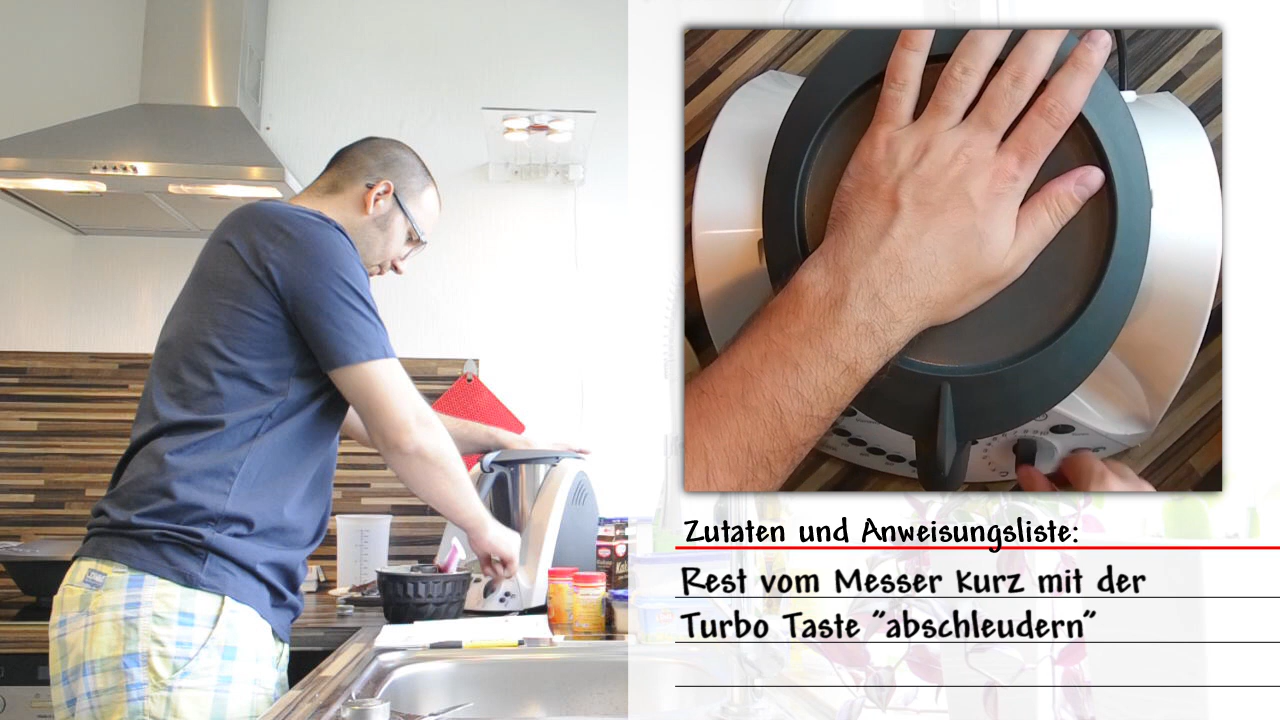 Zutaten und Anweisungsliste:
Rest vom Messer kurz mit der
Turbo Taste "abschleudern"